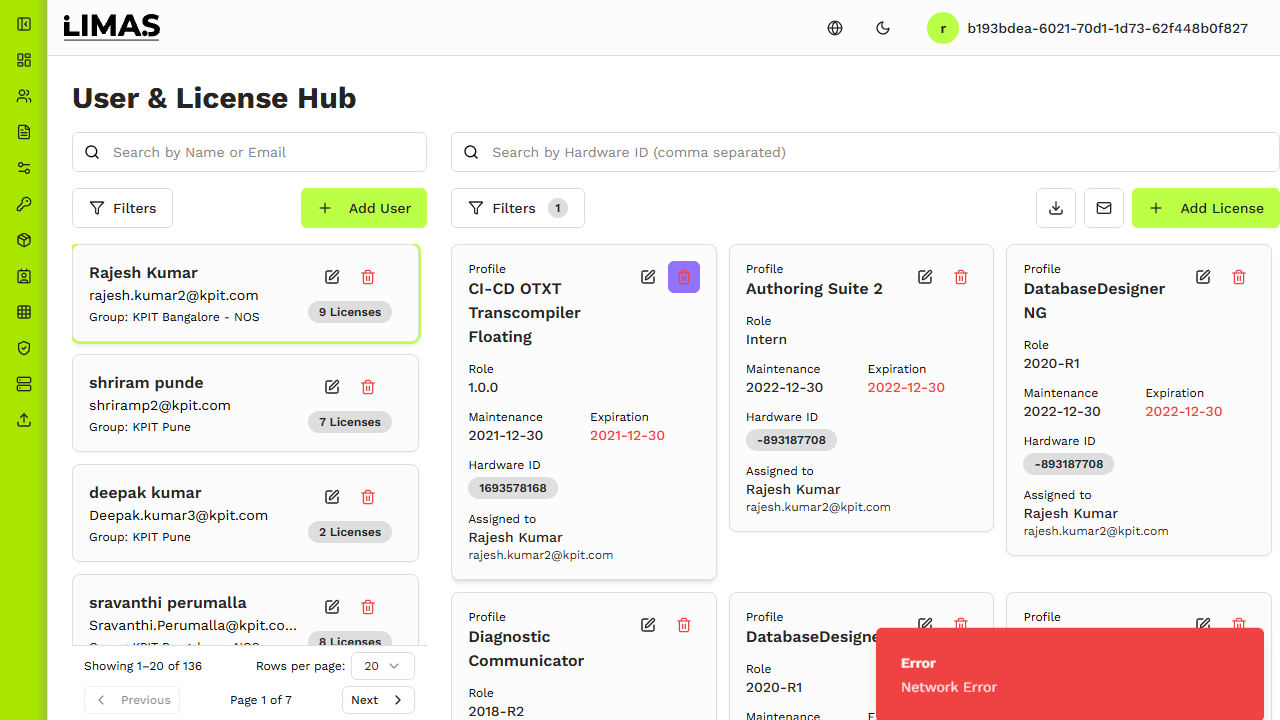 LIMAS
r
b193bdea-6021-70d1-1d73-62f448b0f827
User & License Hub
Search by Name or Email
Search by Hardware ID (comma separated)
Filters
Add User
Filters 1
Add License
Rajesh Kumar
rajesh.kumar2@kpit.com
Group: KPIT Bangalore - NOS
9 Licenses
shriram punde
shriramp2@kpit.com
Group: KPIT Pune
7 Licenses
deepak kumar
Deepak.kumar3@kpit.com
Group: KPIT Pune
2 Licenses
sravanthi perumalla
Sravanthi.Perumalla@kpit.co...
8 Licenses
Showing 1–20 of 136
Rows per page: 20
Previous
Page 1 of 7
Next
Profile
CI-CD OTXT
Transcompiler
Floating
Role
1.0.0
Maintenance
2021-12-30
Expiration
2021-12-30
Hardware ID
1693578168
Assigned to
Rajesh Kumar
rajesh.kumar2@kpit.com
Profile
Authoring Suite 2
Role
Intern
Maintenance
2022-12-30
Expiration
2022-12-30
Hardware ID
-893187708
Assigned to
Rajesh Kumar
rajesh.kumar2@kpit.com
Profile
DatabaseDesigner
NG
Role
2020-R1
Maintenance
2022-12-30
Expiration
2022-12-30
Hardware ID
-893187708
Assigned to
Rajesh Kumar
rajesh.kumar2@kpit.com
Profile
Diagnostic
Communicator
Role
2018-R2
Profile
DatabaseDesigne
Role
2020-R1
Maintenance
Profile
Error
Network Error